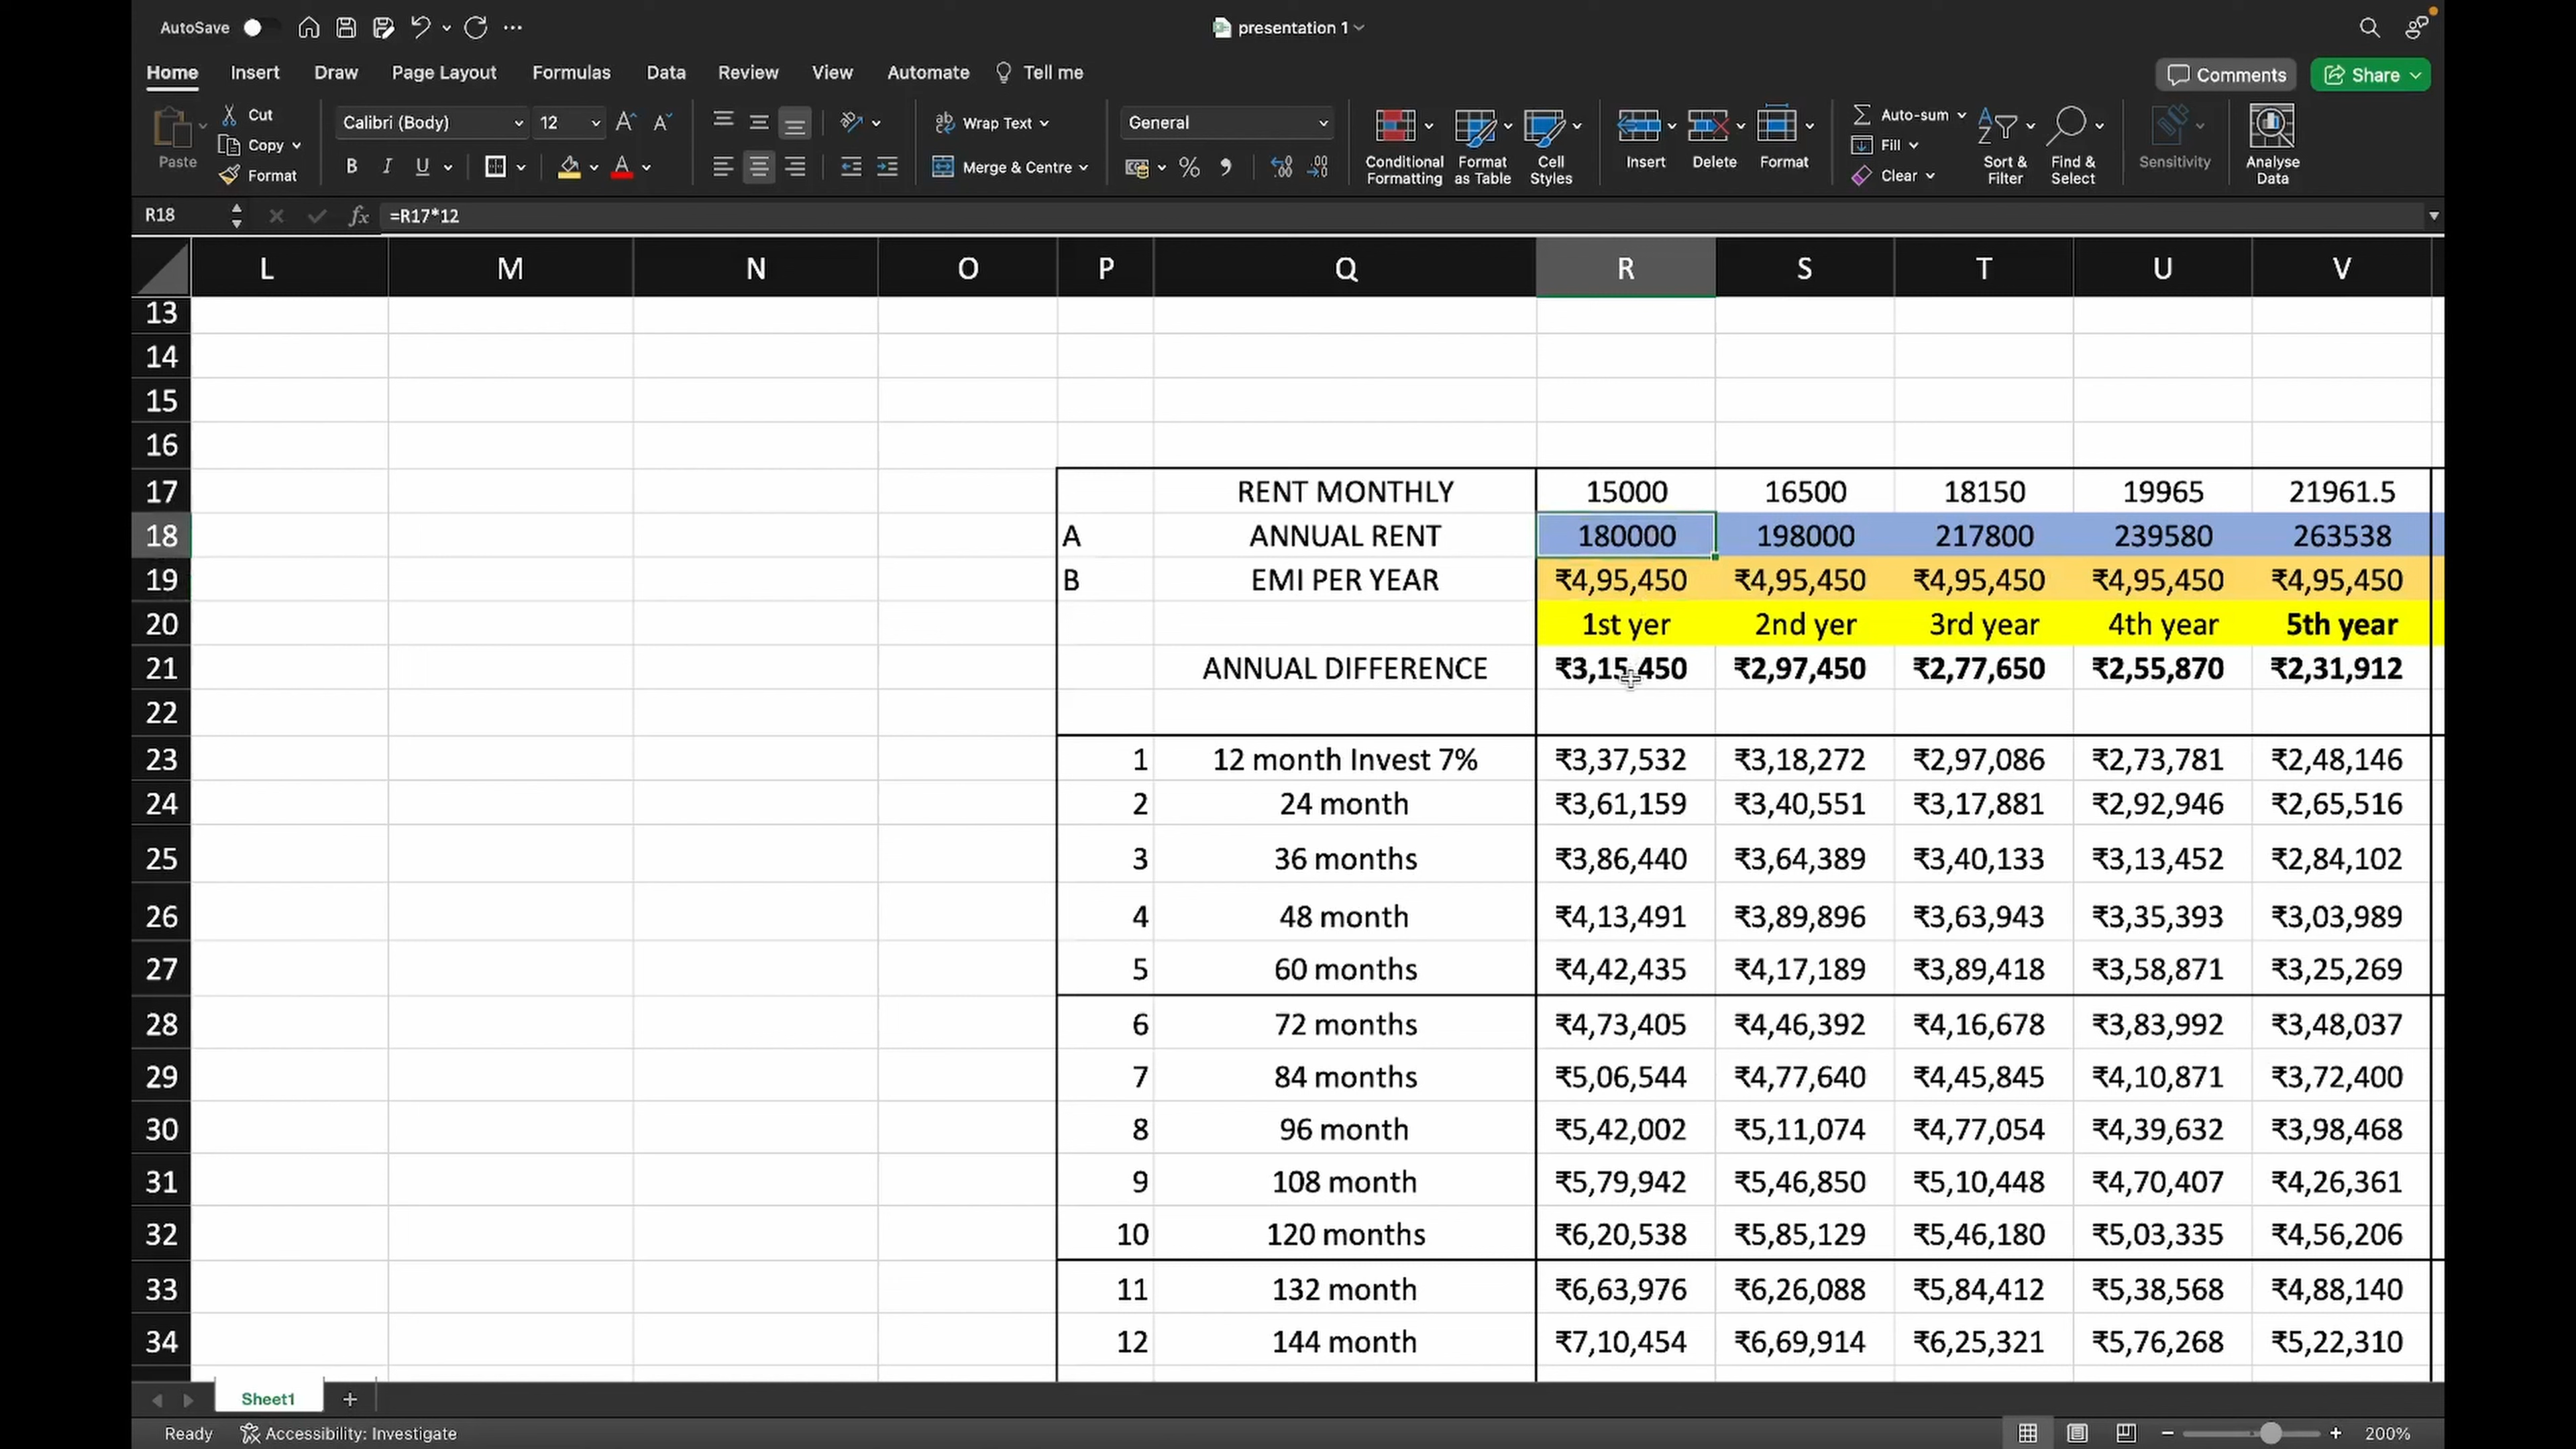 AutoSave
presentation 1
Home Insert Draw Page Layout Formulas Data Review View Automate Tell me Comments Share
Paste Cut Copy Format
Calibri (Body) 12
B I U
Wrap Text
Merge & Centre
General
Conditional Formatting
Format as Table
Cell Styles
Insert Delete Format
Auto-sum
Fill
Clear
Sort & Filter
Find & Select
Sensitivity
Analyse Data
R18 fx =R17*12
L M N O P Q R S T U V
13
14
15
16
17 RENT MONTHLY 15000 16500 18150 19965 21961.5
18 A ANNUAL RENT 180000 198000 217800 239580 263538
19 B EMI PER YEAR ₹4,95,450 ₹4,95,450 ₹4,95,450 ₹4,95,450 ₹4,95,450
20 1st yer 2nd yer 3rd year 4th year 5th year
21 ANNUAL DIFFERENCE ₹3,15,450 ₹2,97,450 ₹2,77,650 ₹2,55,870 ₹2,31,912
22
23 1 12 month Invest 7% ₹3,37,532 ₹3,18,272 ₹2,97,086 ₹2,73,781 ₹2,48,146
24 2 24 month ₹3,61,159 ₹3,40,551 ₹3,17,881 ₹2,92,946 ₹2,65,516
25 3 36 months ₹3,86,440 ₹3,64,389 ₹3,40,133 ₹3,13,452 ₹2,84,102
26 4 48 month ₹4,13,491 ₹3,89,896 ₹3,63,943 ₹3,35,393 ₹3,03,989
27 5 60 months ₹4,42,435 ₹4,17,189 ₹3,89,418 ₹3,58,871 ₹3,25,269
28 6 72 months ₹4,73,405 ₹4,46,392 ₹4,16,678 ₹3,83,992 ₹3,48,037
29 7 84 months ₹5,06,544 ₹4,77,640 ₹4,45,845 ₹4,10,871 ₹3,72,400
30 8 96 month ₹5,42,002 ₹5,11,074 ₹4,77,054 ₹4,39,632 ₹3,98,468
31 9 108 month ₹5,79,942 ₹5,46,850 ₹5,10,448 ₹4,70,407 ₹4,26,361
32 10 120 months ₹6,20,538 ₹5,85,129 ₹5,46,180 ₹5,03,335 ₹4,56,206
33 11 132 month ₹6,63,976 ₹6,26,088 ₹5,84,412 ₹5,38,568 ₹4,88,140
34 12 144 month ₹7,10,454 ₹6,69,914 ₹6,25,321 ₹5,76,268 ₹5,22,310
Sheet1
Ready Accessibility: Investigate 200%